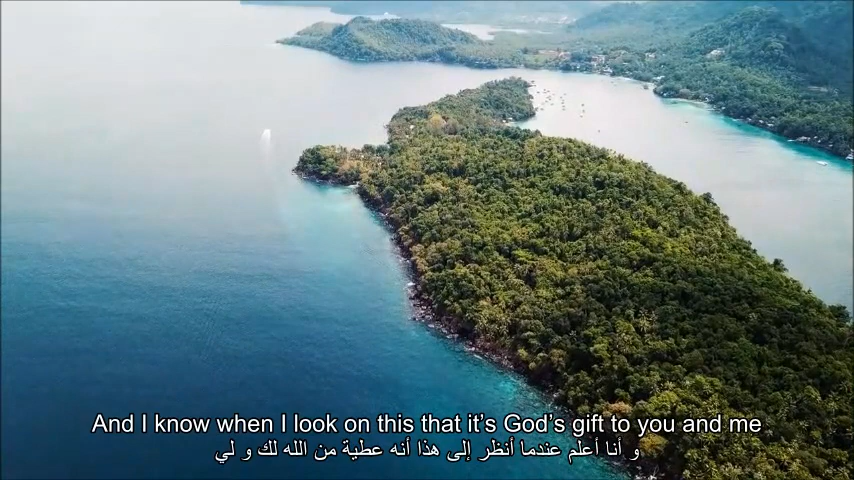 And I know when I look on this that it's God's gift to you and me
و أنا أعلم عندما أنظر إلى هذا أنه عطية من الله لك و لي